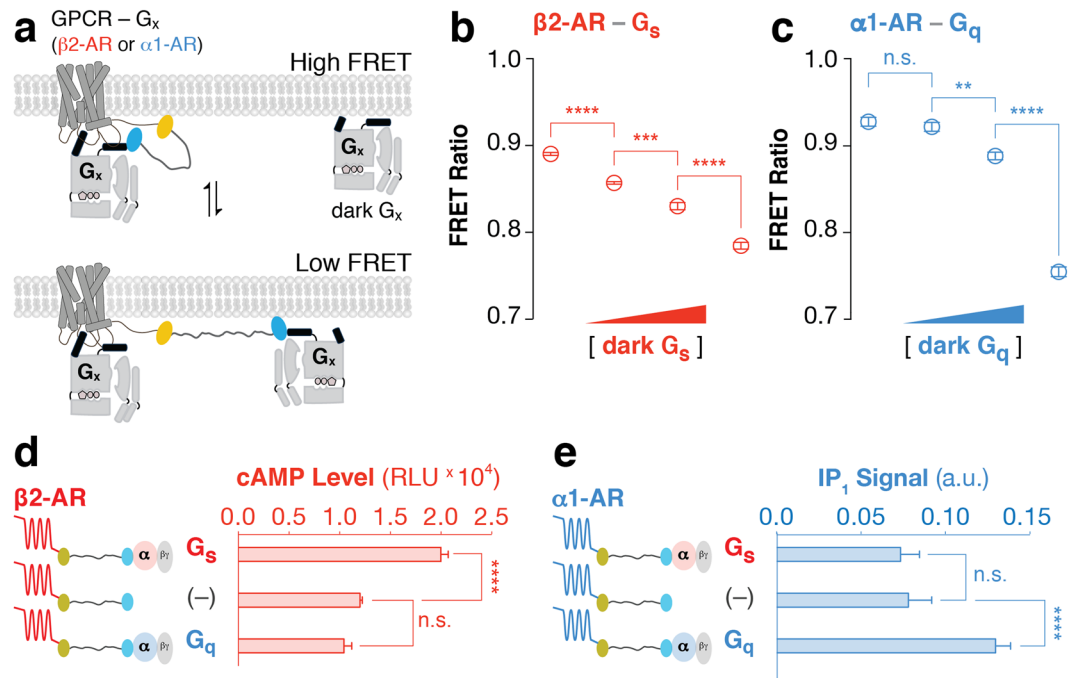 a
GPCR – Gx
(β2-AR or α1-AR)
High FRET
Gx
Gx
dark Gx
Low FRET
Gx
Gx
b
β2-AR – Gs
FRET Ratio
1.0
0.9
0.8
0.7
****
***
****
[ dark Gs ]
c
α1-AR – Gq
FRET Ratio
1.0
0.9
0.8
0.7
n.s.
**
****
[ dark Gq ]
d
β2-AR
cAMP Level (RLU x 10⁴)
0.0 0.5 1.0 1.5 2.0 2.5
α βγ Gs
(–)
α βγ Gq
****
n.s.
e
α1-AR
IP₁ Signal (a.u.)
0.0 0.05 0.10 0.15
α βγ Gs
(–)
α βγ Gq
n.s.
****